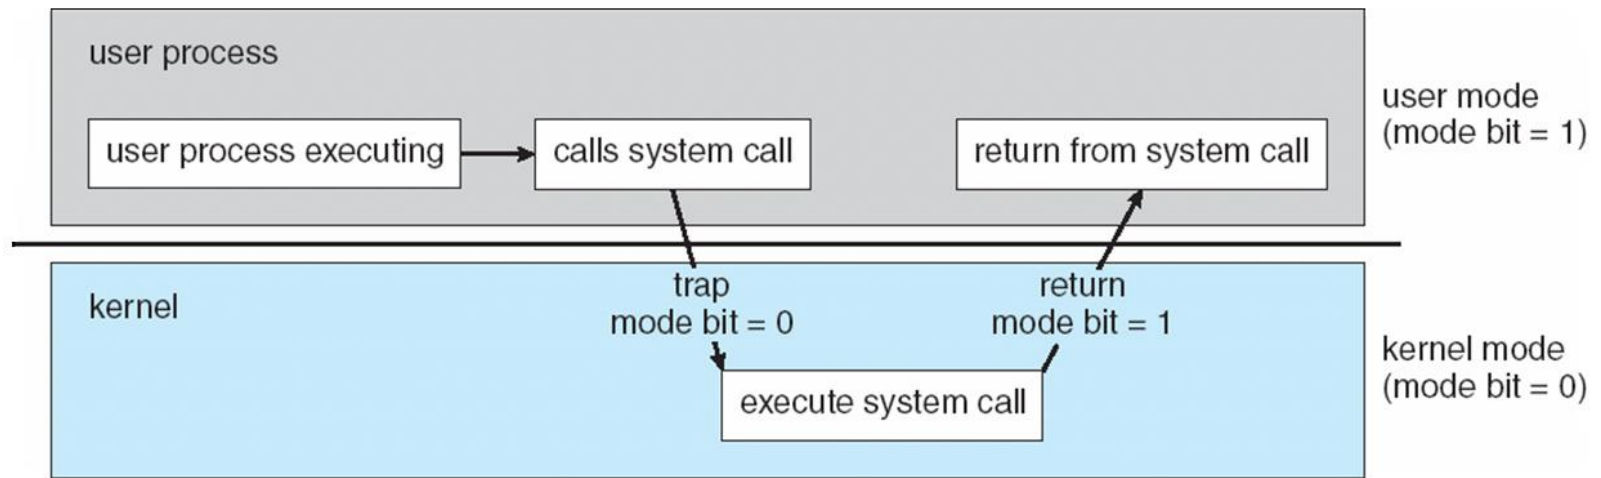 user process
user process executing
calls system call
return from system call
user mode
(mode bit = 1)
kernel
trap
mode bit = 0
return
mode bit = 1
execute system call
kernel mode
(mode bit = 0)